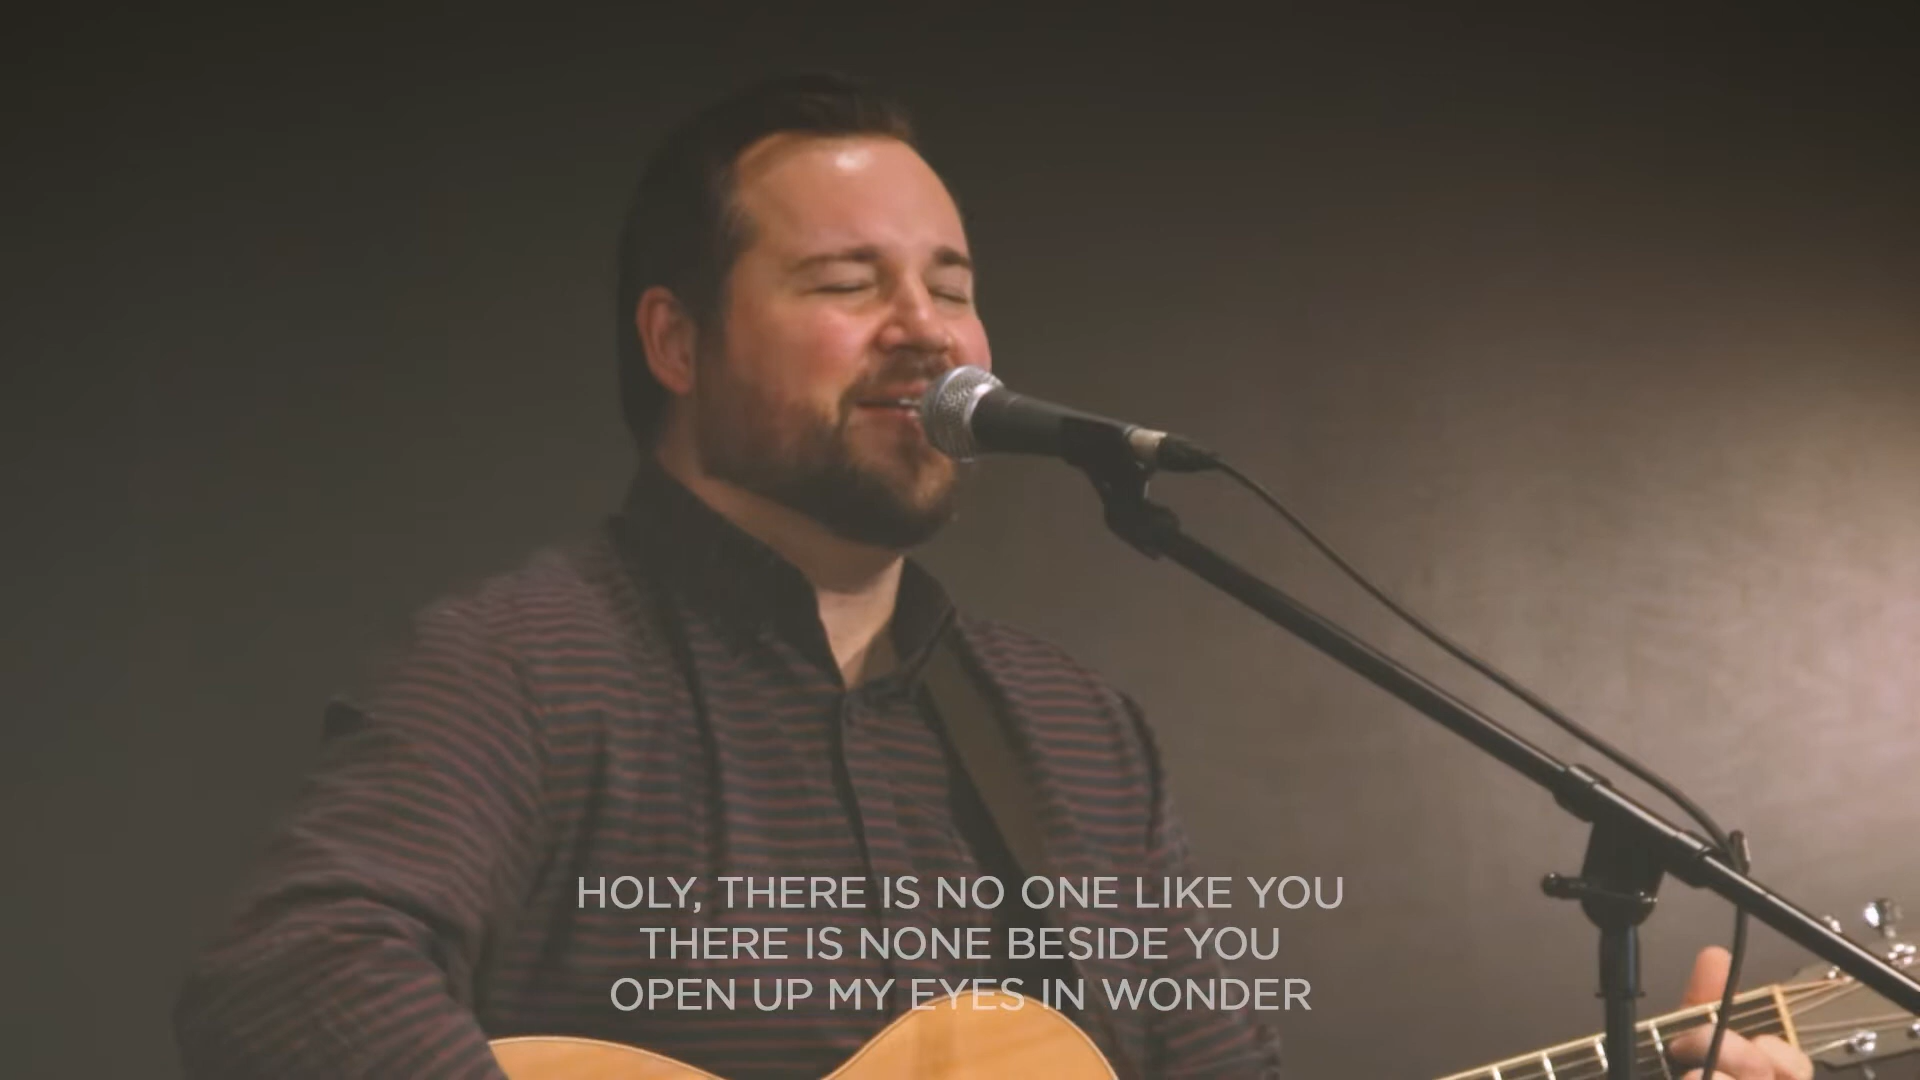 HOLY, THERE IS NO ONE LIKE YOU
THERE IS NONE BESIDE YOU
OPEN UP MY EYES IN WONDER